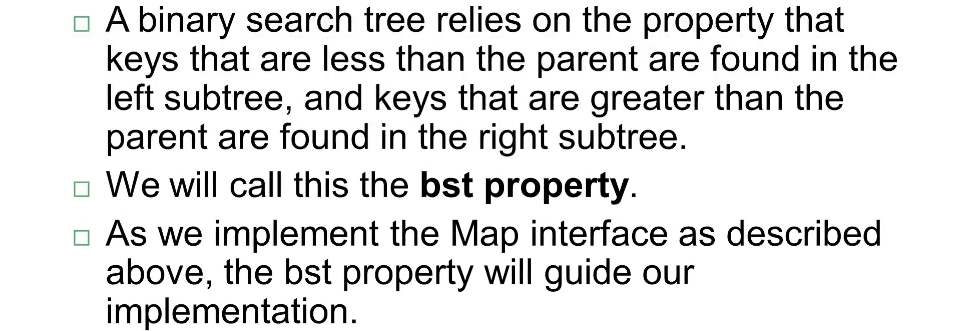 A binary search tree relies on the property that
keys that are less than the parent are found in the
left subtree, and keys that are greater than the
parent are found in the right subtree.
We will call this the bst property.
As we implement the Map interface as described
above, the bst property will guide our
implementation.